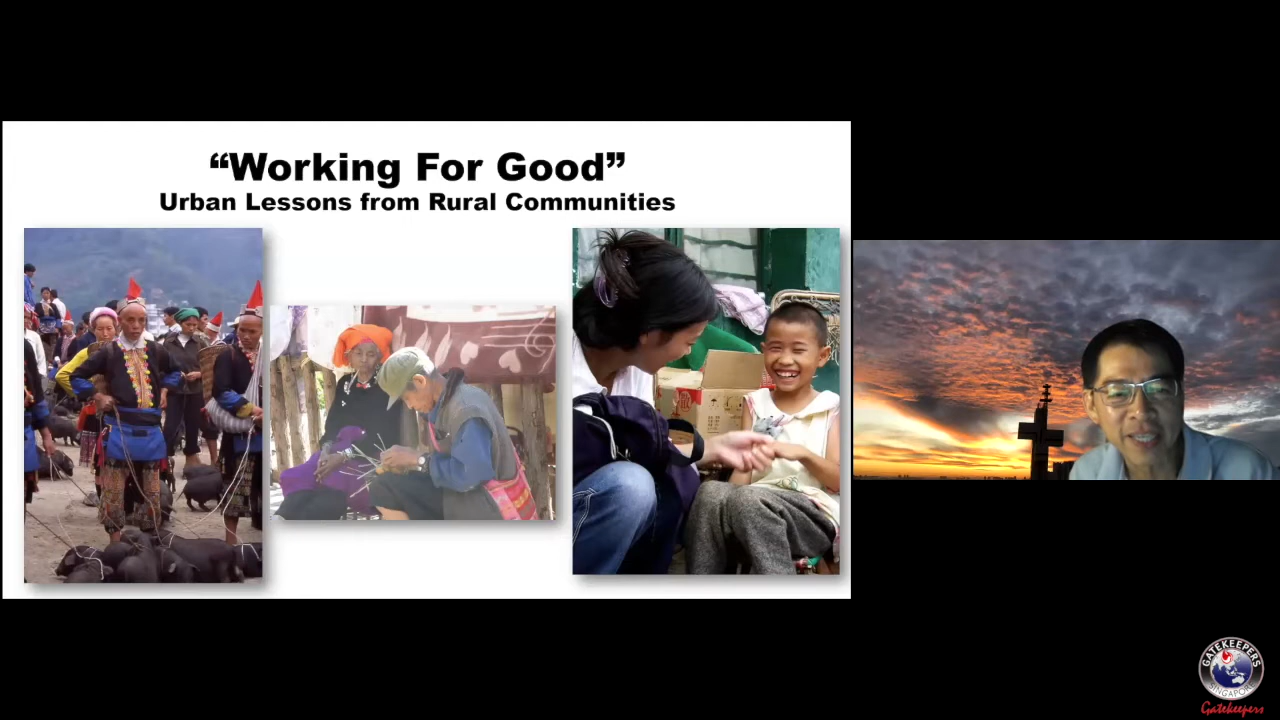 “Working For Good”
Urban Lessons from Rural Communities
GATEKEEPERS
SINGAPORE
Gatekeepers